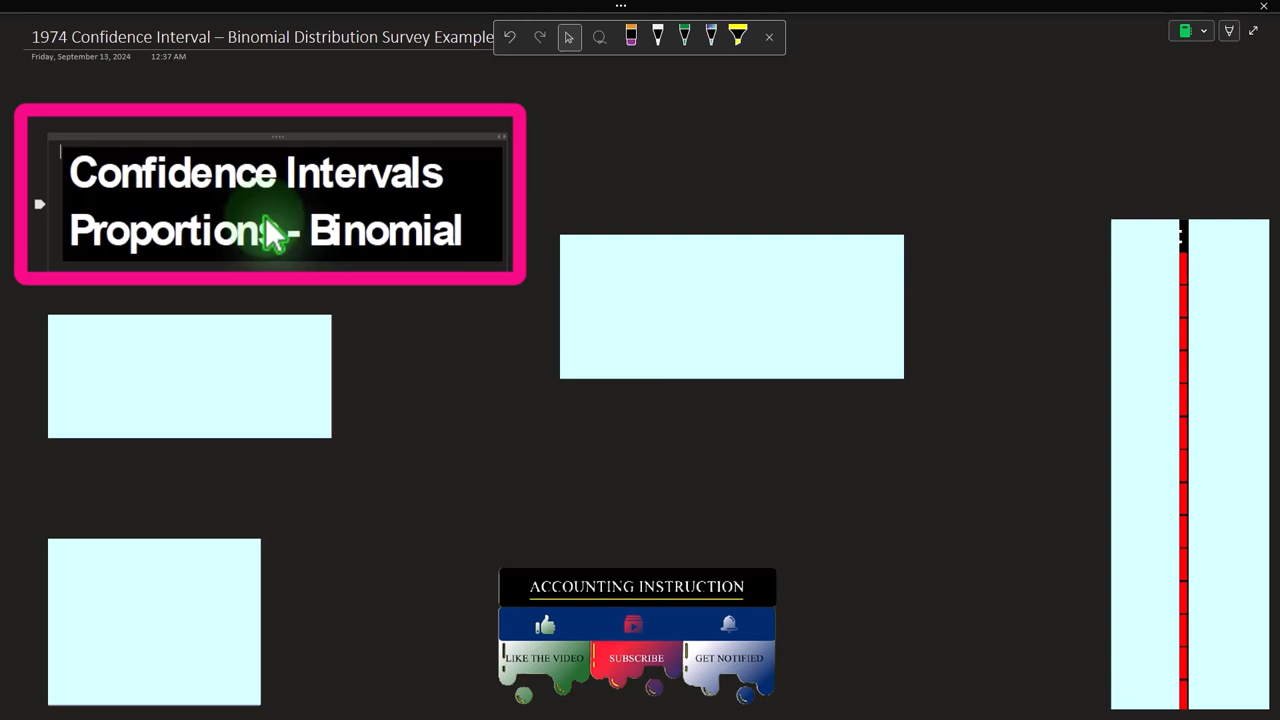 1974 Confidence Interval – Binomial Distribution Survey Examp
Friday, September 13, 2024 12:37 AM
Confidence Intervals
Proportions - Binomial
ACCOUNTING INSTRUCTION
LIKE THE VIDEO
SUBSCRIBE
GET NOTIFIED